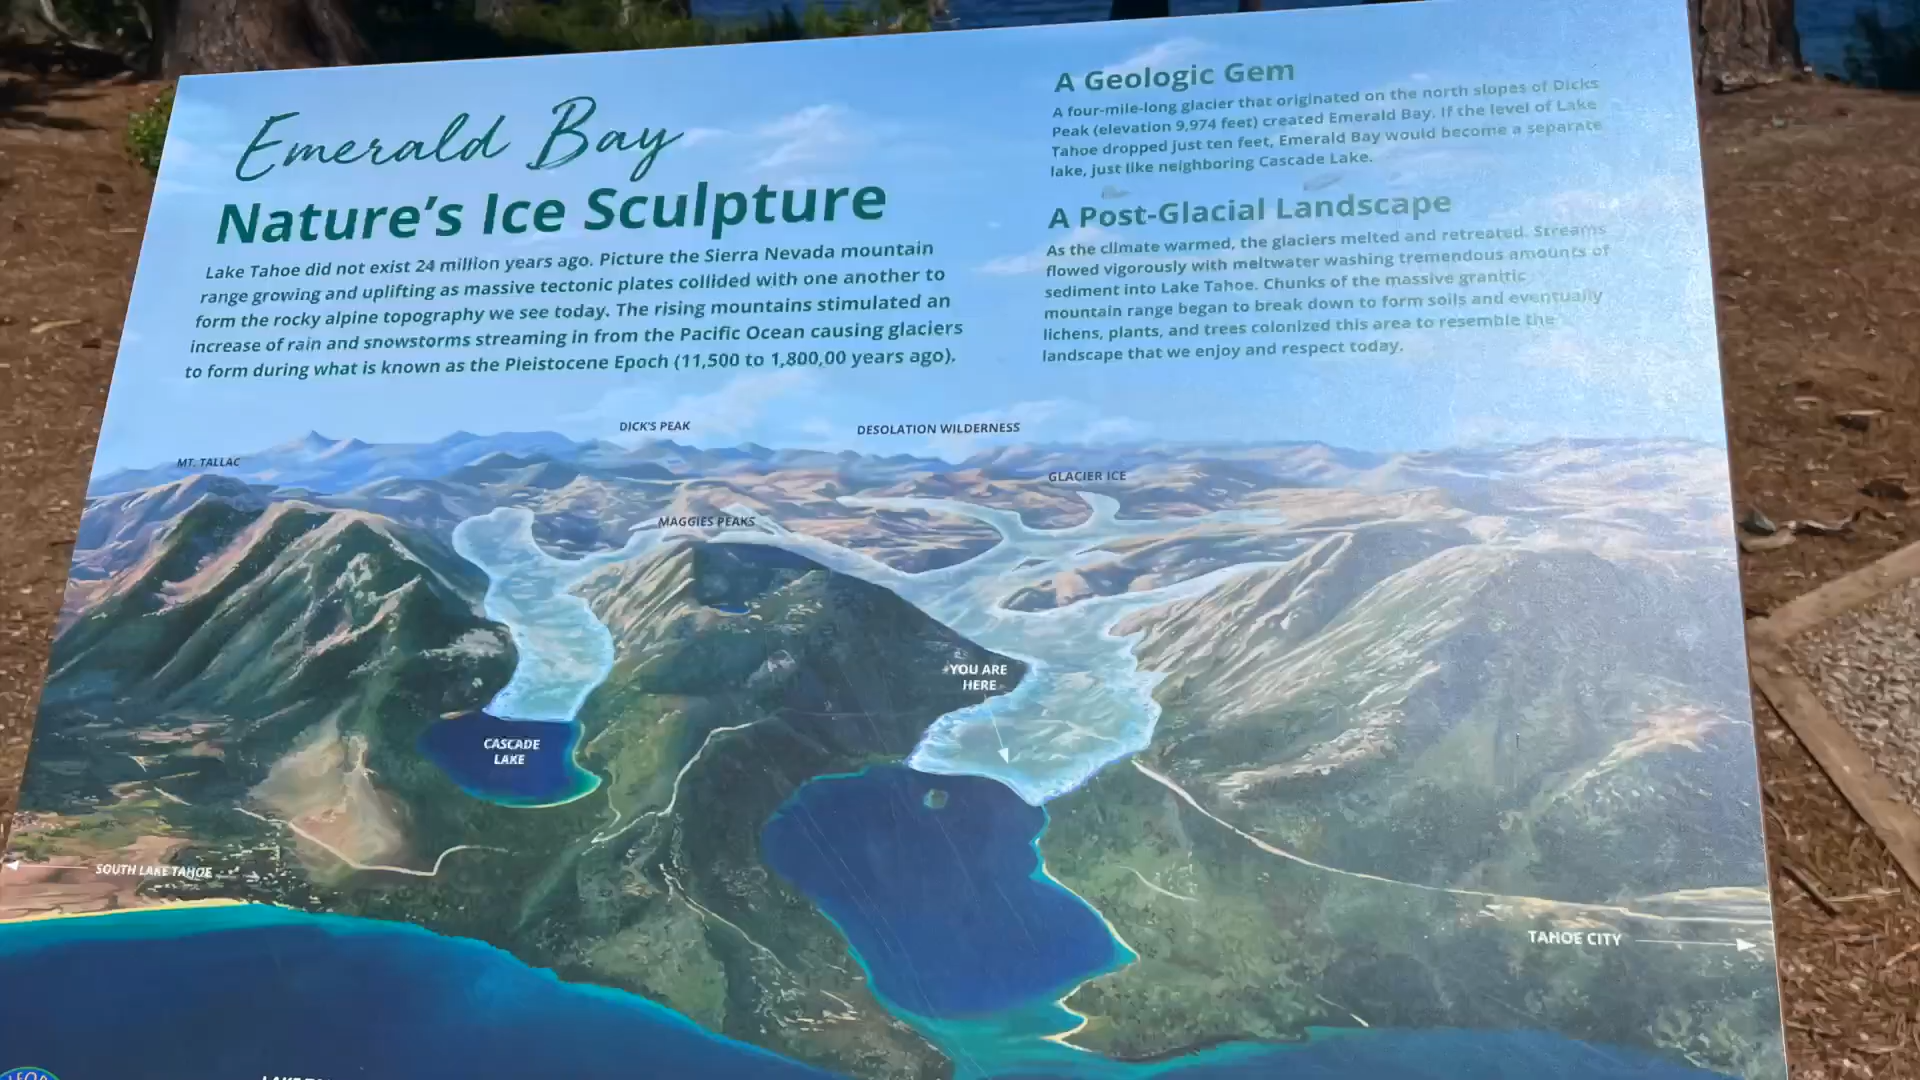 Emerald Bay
Nature's Ice Sculpture
Lake Tahoe did not exist 24 million years ago. Picture the Sierra Nevada mountain
range growing and uplifting as massive tectonic plates collided with one another to
form the rocky alpine topography we see today. The rising mountains stimulated an
increase of rain and snowstorms streaming in from the Pacific Ocean causing glaciers
to form during what is known as the Pleistocene Epoch (11,500 to 1,800,00 years ago).
A Geologic Gem
A four-mile-long glacier that originated on the north slopes of Dicks
Peak (elevation 9,974 feet) created Emerald Bay. If the level of Lake
Tahoe dropped just ten feet, Emerald Bay would become a separate
lake, just like neighboring Cascade Lake.
A Post-Glacial Landscape
As the climate warmed, the glaciers melted and retreated. Streams
flowed vigorously with meltwater washing tremendous amounts of
sediment into Lake Tahoe. Chunks of the massive granitic
mountain range began to break down to form soils and eventually
lichens, plants, and trees colonized this area to resemble the
landscape that we enjoy and respect today.
DICK'S PEAK
DESOLATION WILDERNESS
MT. TALLAC
GLACIER ICE
MAGGIES PEAKS
YOU ARE
HERE
CASCADE
LAKE
SOUTH LAKE TAHOE
TAHOE CITY